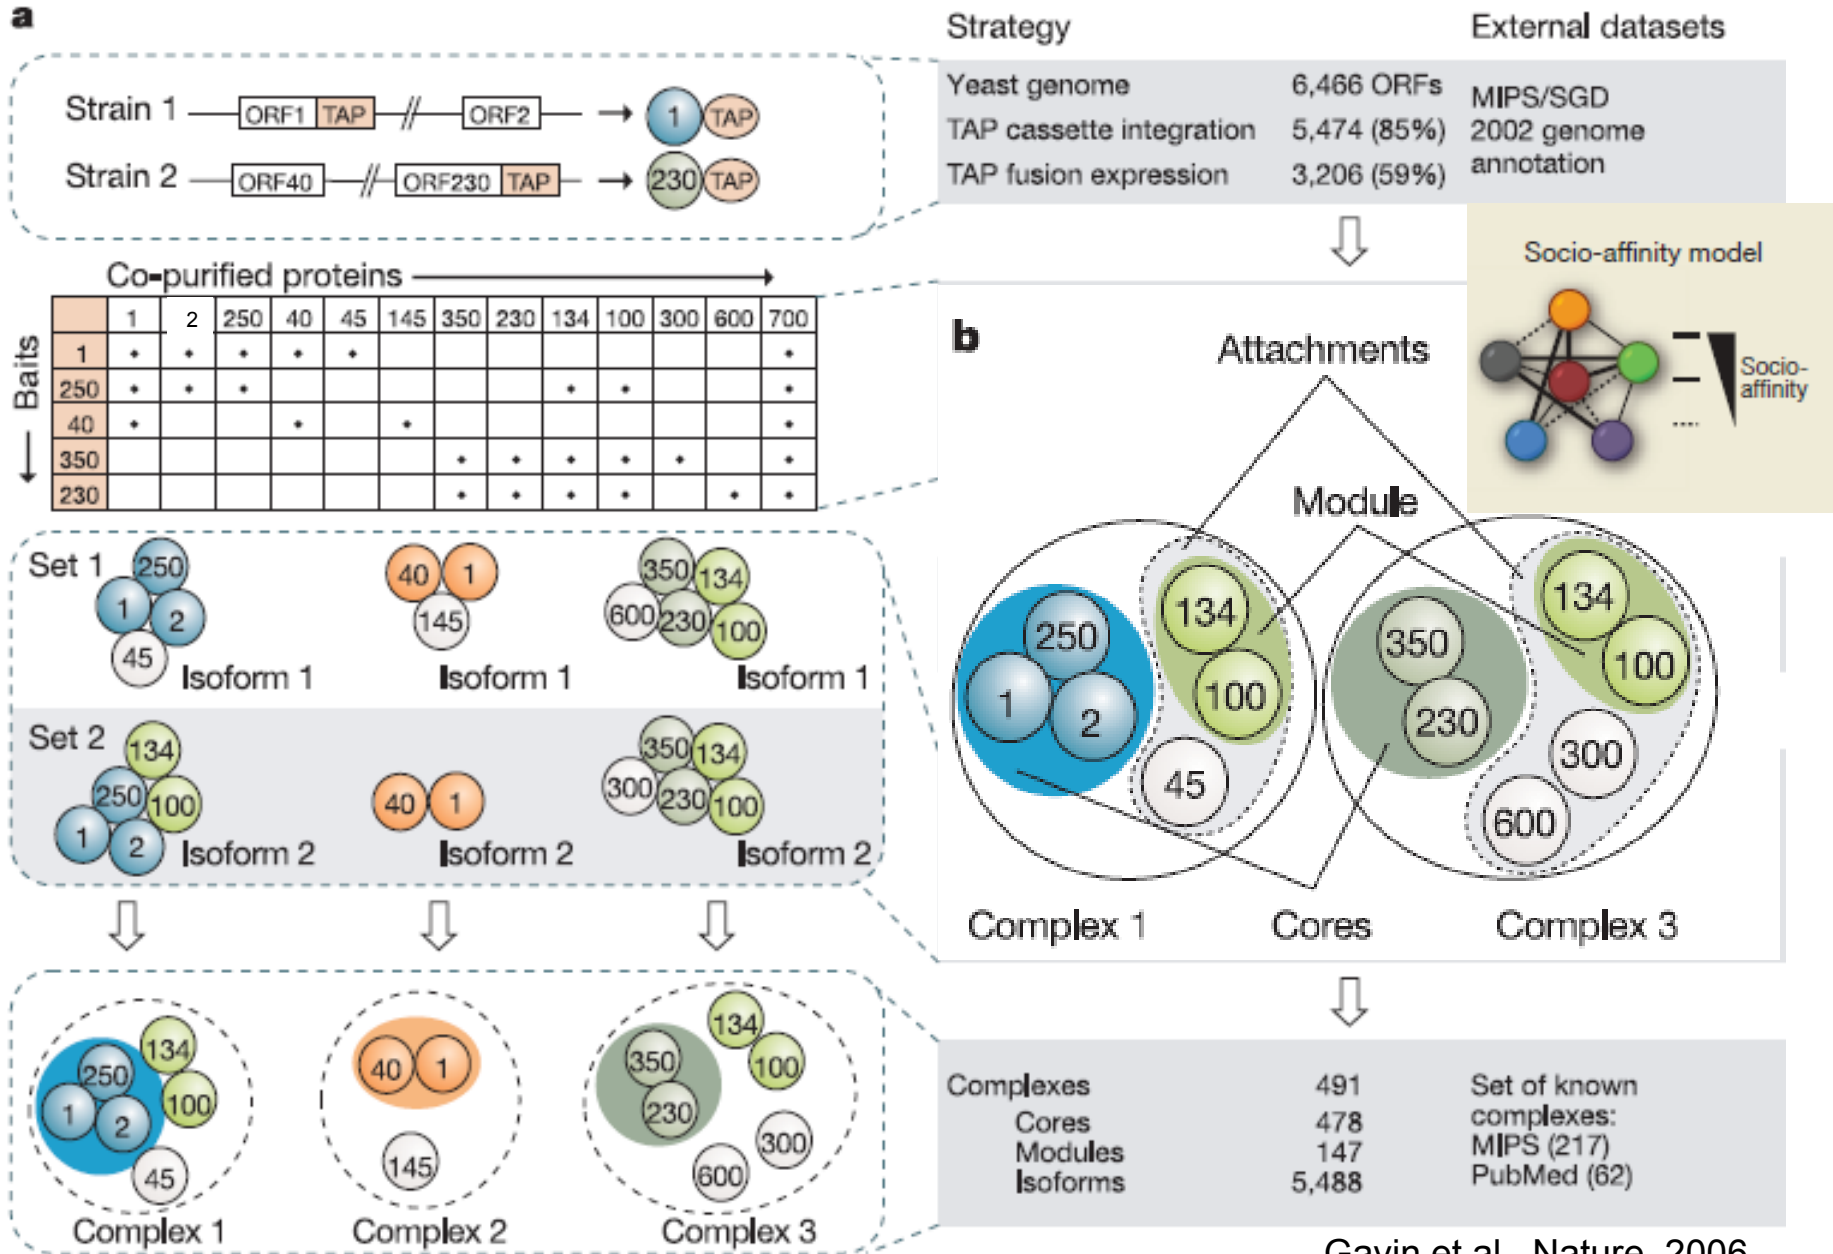 a
Strain 1 ORF1 TAP // ORF2 1 TAP
Strain 2 ORF40 // ORF230 TAP 230 TAP
Strategy External datasets
Yeast genome 6,466 ORFs
TAP cassette integration 5,474 (85%)
TAP fusion expression 3,206 (59%)
MIPS/SGD
2002 genome
annotation
Co-purified proteins
Baits
1 2 250 40 45 145 350 230 134 100 300 600 700
1 • • • • • •
250 • • • • • •
40 • • • •
350 • • • • • •
230 • • • • • •
Set 1
250 1 2 45
Isoform 1
40 1 145
Isoform 1
350 134 600 230 100
Isoform 1
Set 2
134 250 100 1 2
Isoform 2
40 1
Isoform 2
350 134 300 230 100
Isoform 2
250 134 1 2 100 45
Complex 1
40 1 145
Complex 2
350 230 134 100 300 600
Complex 3
Socio-affinity model
Socio-
affinity
b
Attachments
Module
250 1 2 134 100 45
350 230 134 100 300 600
Complex 1 Cores Complex 3
Complexes 491
Cores 478
Modules 147
Isoforms 5,488
Set of known
complexes:
MIPS (217)
PubMed (62)
Gavin et al., Nature, 2006